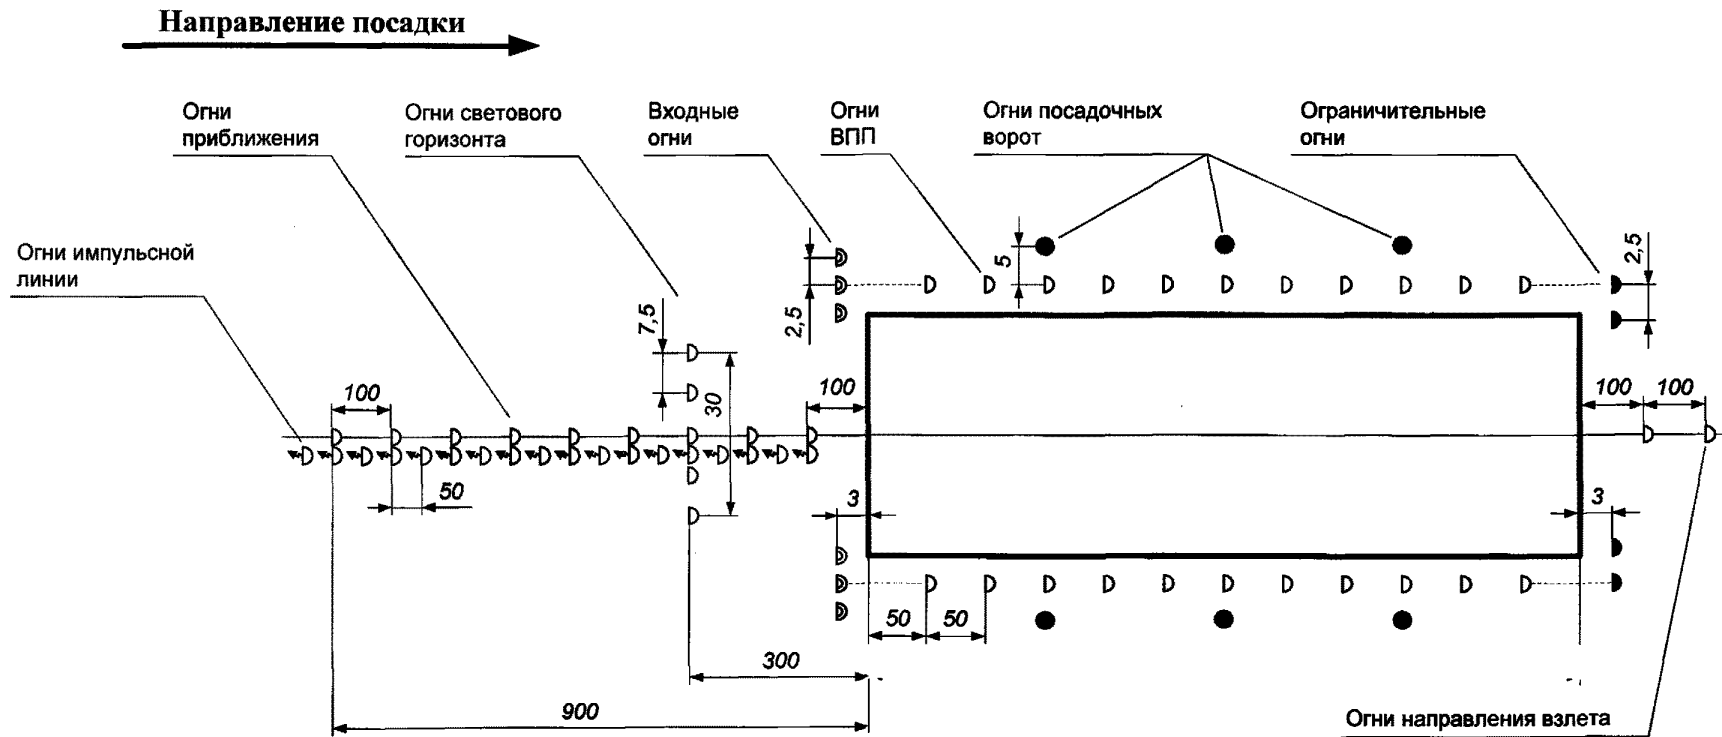 Направление посадки
Огни
приближения
Огни светового
горизонта
Входные
огни
Огни
ВПП
Огни посадочных
ворот
Ограничительные
огни
Огни импульсной
линии
7,5
2,5
5
2,5
100
30
100
100
100
50
3
3
50
50
300
900
Огни направления взлета